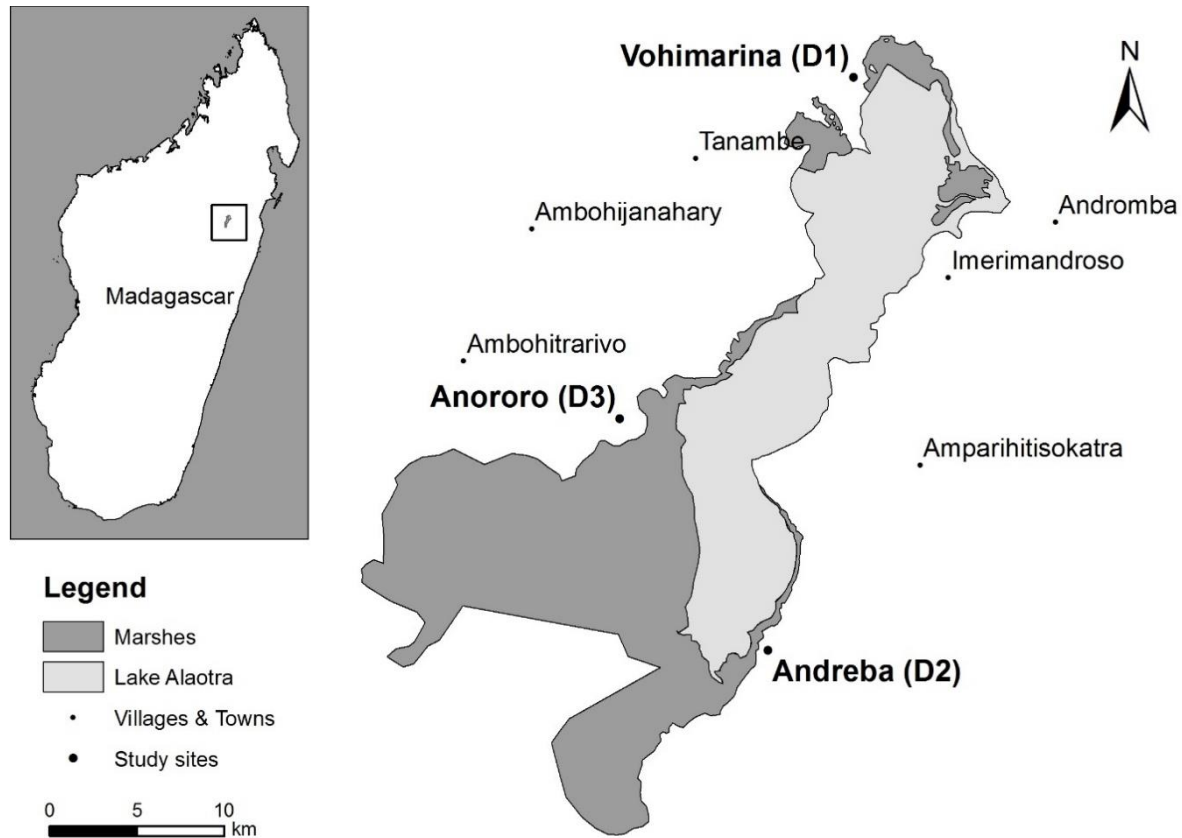 Vohimarina (D1)
N
Tanambe
Ambohijanahary
Andromba
Imerimandroso
Madagascar
Ambohitrarivo
Anororo (D3)
Amparihitisokatra
Andreba (D2)
Legend
Marshes
Lake Alaotra
Villages & Towns
Study sites
0 5 10
km